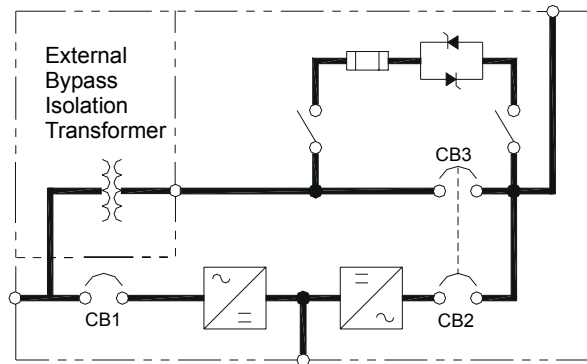 External
Bypass
Isolation
Transformer
CB3
CB1
CB2